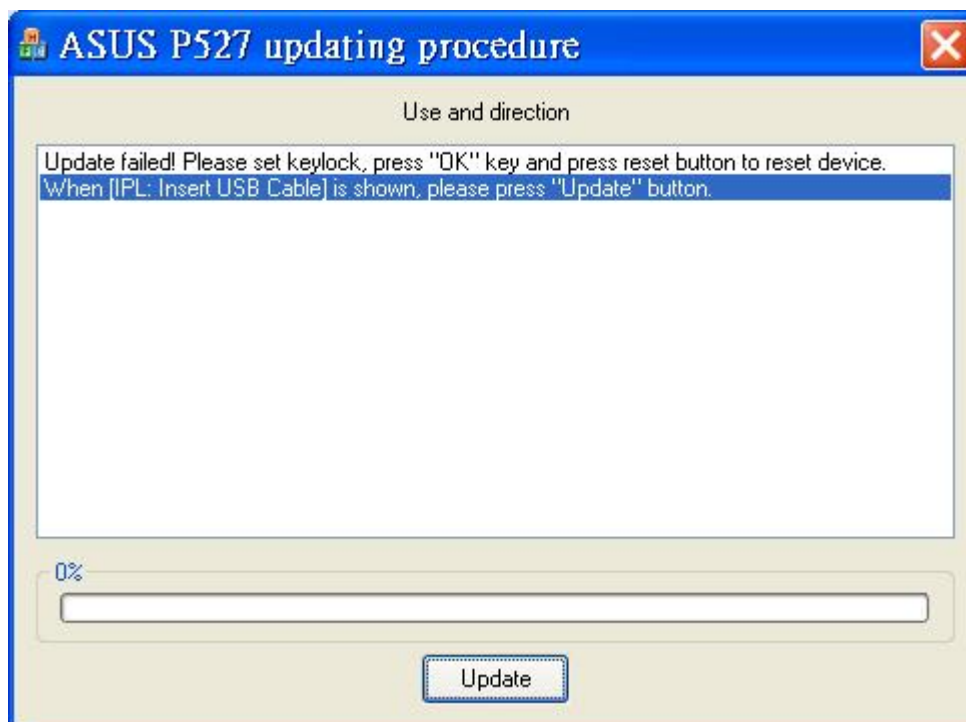 ASUS P527 updating procedure
Use and direction
Update failed! Please set keylock, press "OK" key and press reset button to reset device.
When [IPL: Insert USB Cable] is shown, please press "Update" button.
0%
Update